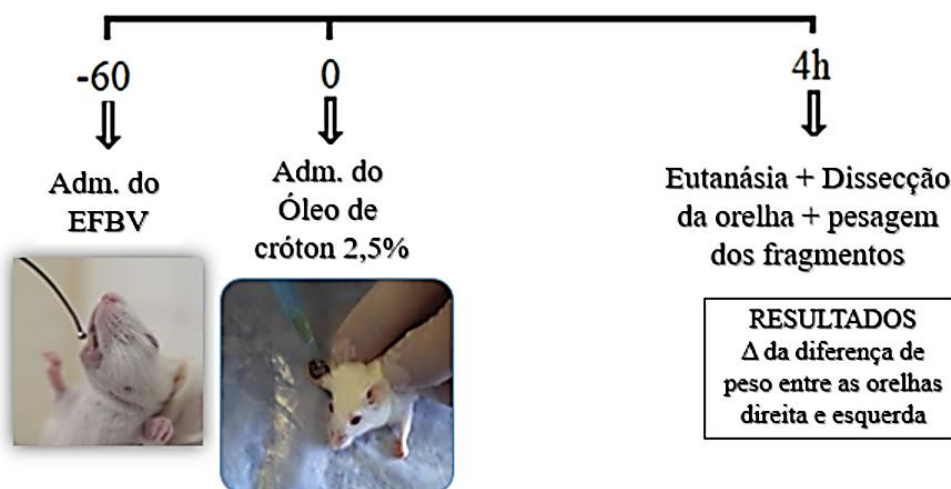 -60
0
4h
Adm. do
EFBV
Adm. do
Óleo de
cróton 2,5%
Eutanásia + Dissecção
da orelha + pesagem
dos fragmentos
RESULTADOS
Δ da diferença de
peso entre as orelhas
direita e esquerda